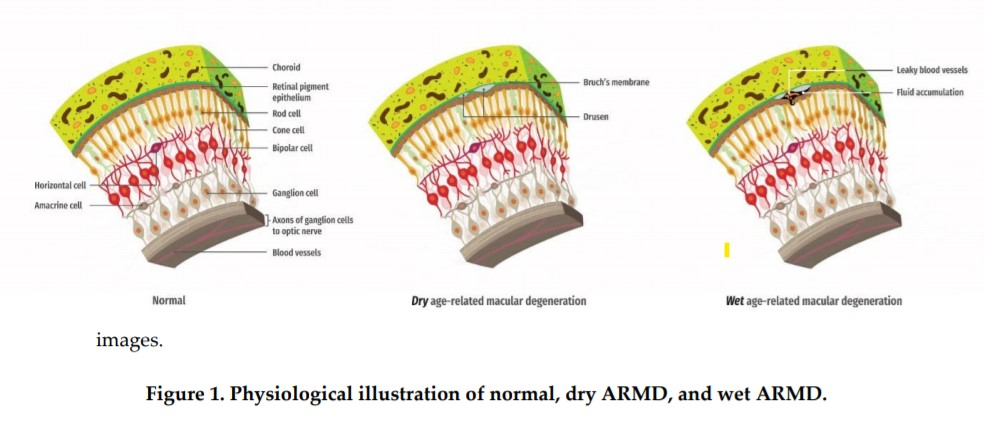 Choroid
Retinal pigment
epithelium
Rod cell
Cone cell
Bipolar cell
Horizontal cell
Amacrine cell
Ganglion cell
Axons of ganglion cells
to optic nerve
Blood vessels
Normal
Bruch's membrane
Drusen
Dry age-related macular degeneration
Leaky blood vessels
Fluid accumulation
Wet age-related macular degeneration
images.
Figure 1. Physiological illustration of normal, dry ARMD, and wet ARMD.